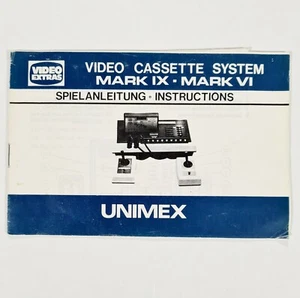 VIDEO
EXTRAS
VIDEO CASSETTE SYSTEM
MARK IX · MARK VI
SPIELANLEITUNG · INSTRUCTIONS
UNIMEX